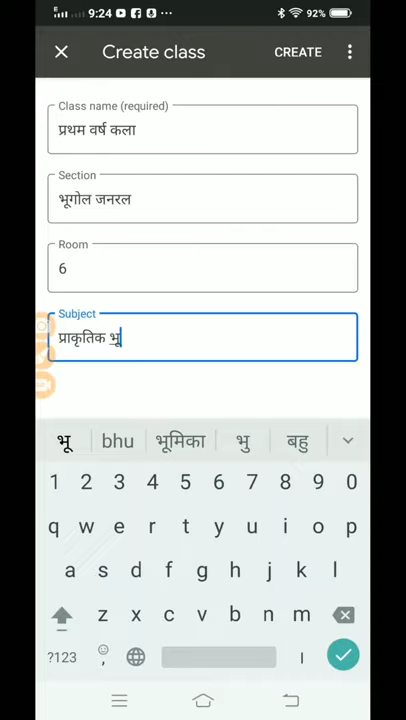 9:24 92%
Create class CREATE
Class name (required)
प्रथम वर्ष कला
Section
भूगोल जनरल
Room
6
Subject
प्राकृतिक भू
भू bhu भूमिका भु बहु
1 2 3 4 5 6 7 8 9 0
q w e r t y u i o p
a s d f g h j k l
z x c v b n m
?123 , ।